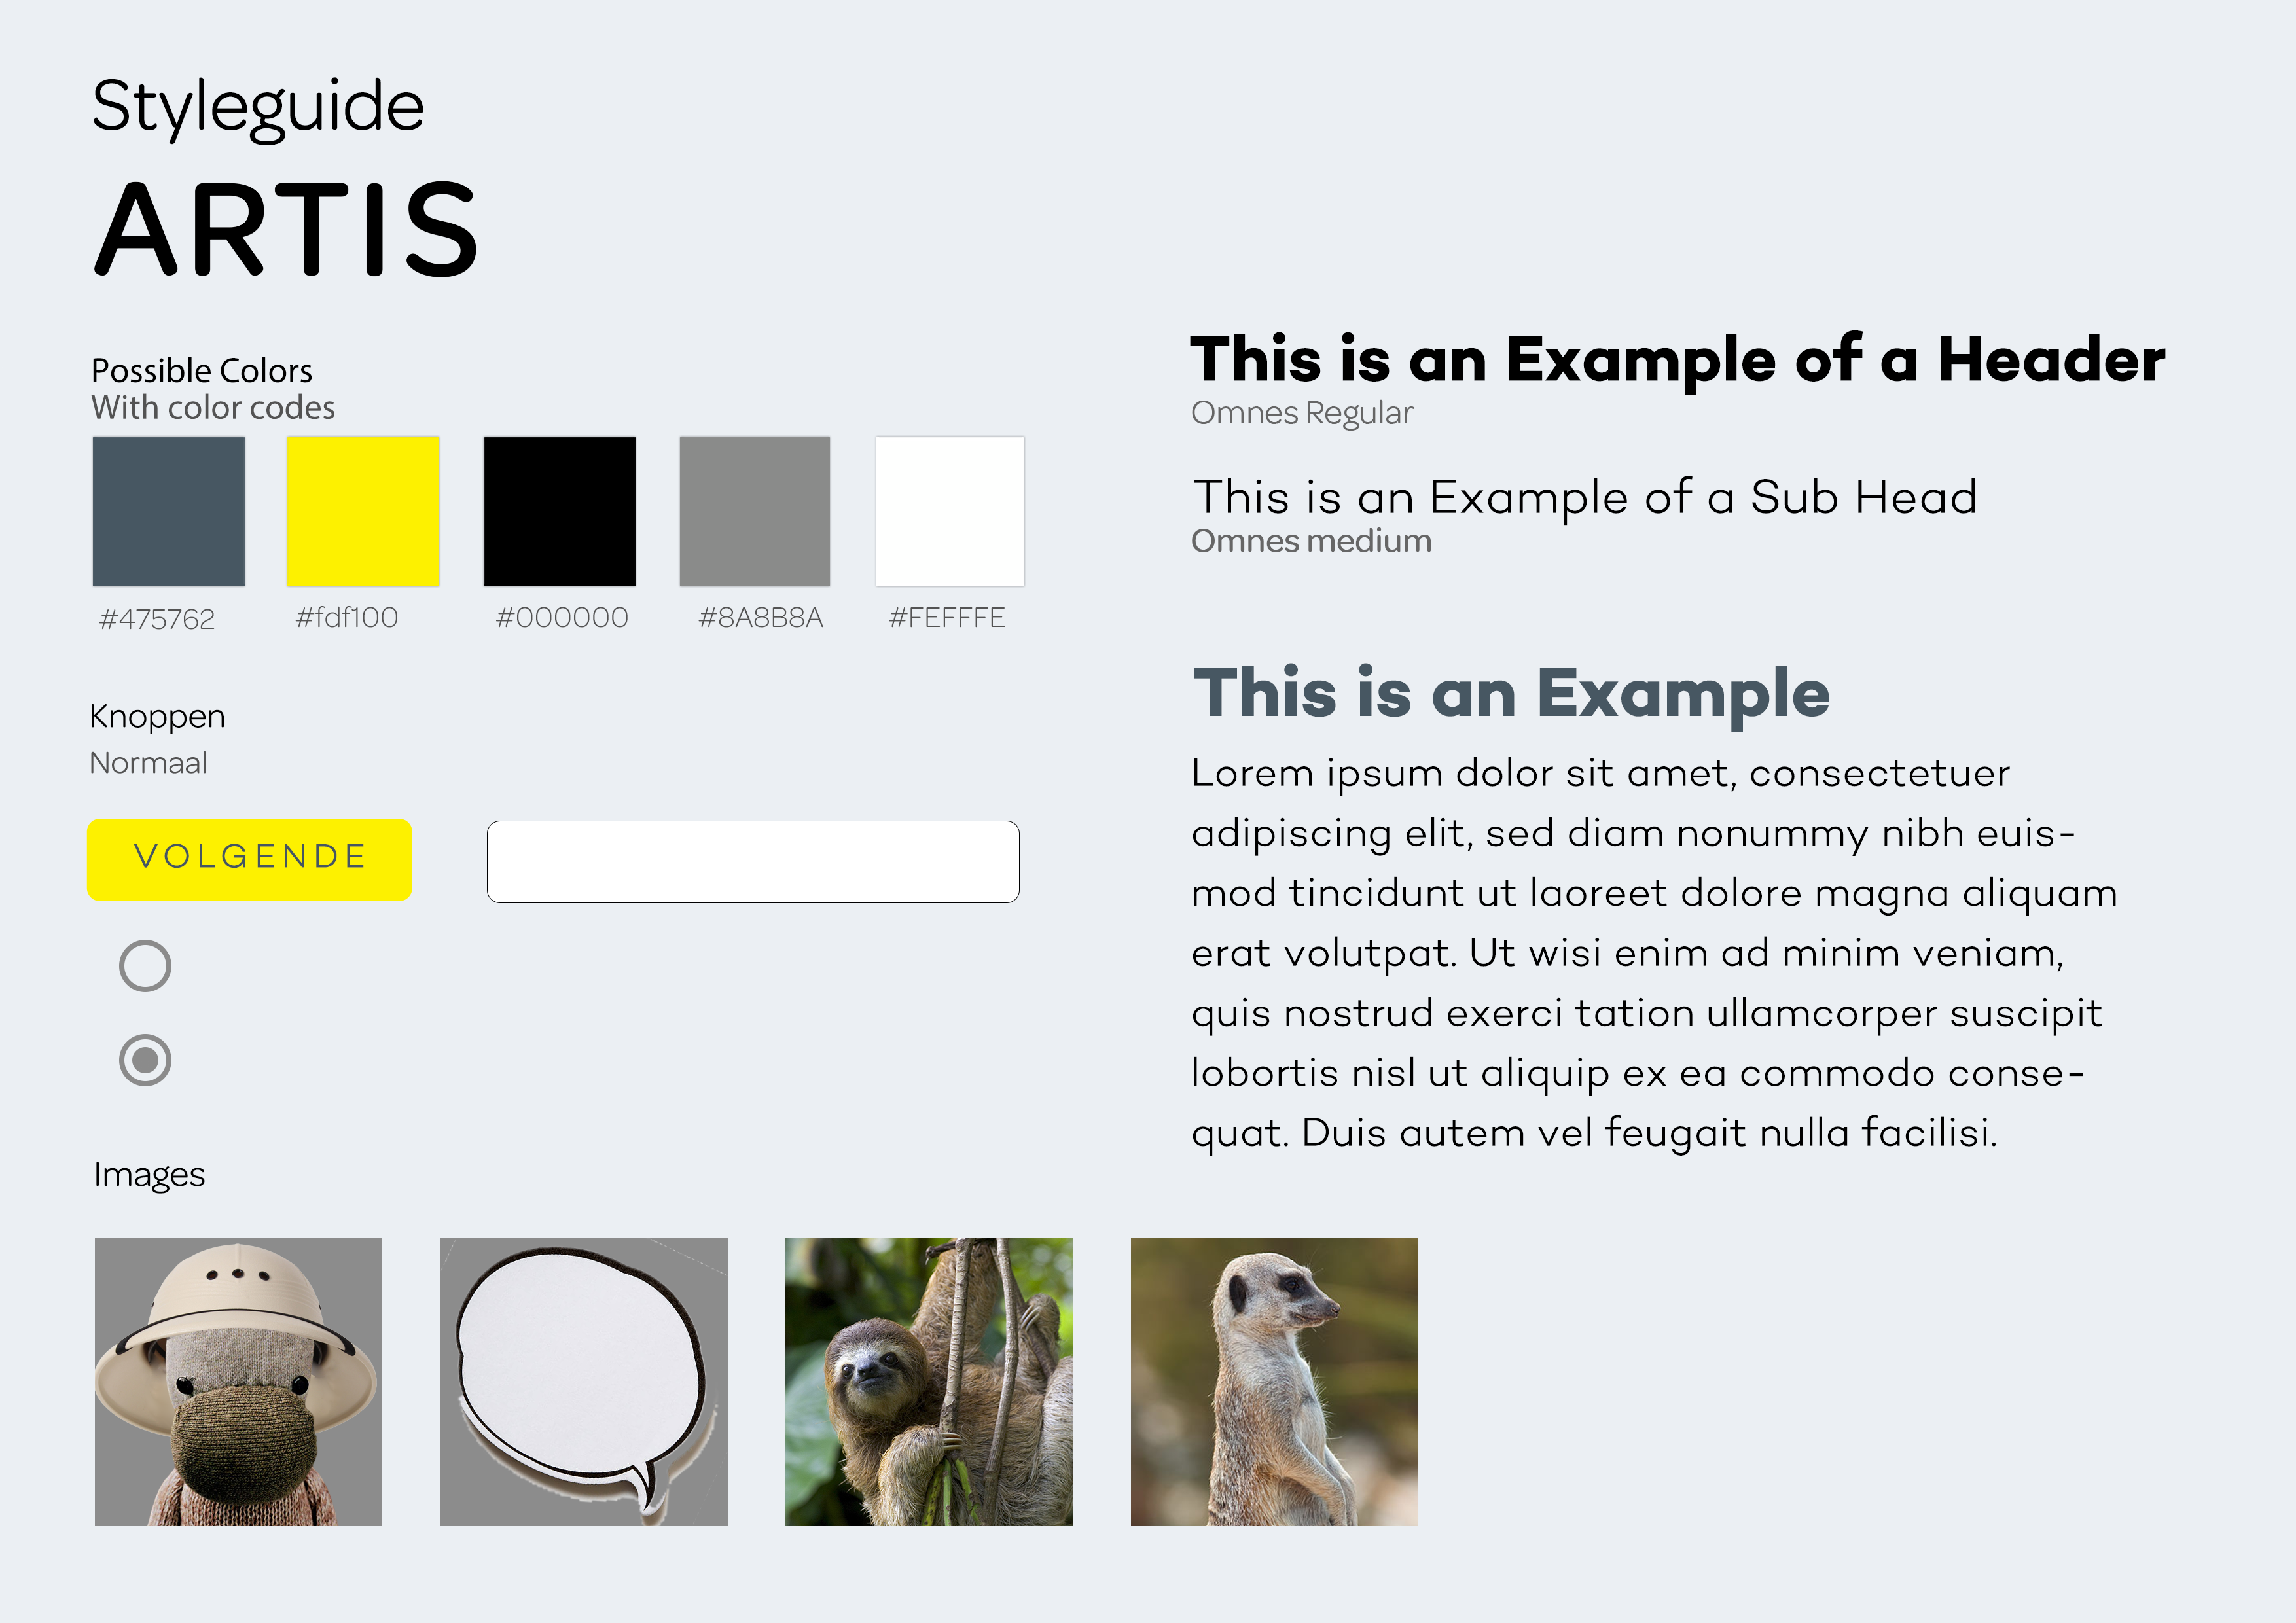 Styleguide
ARTIS
Possible Colors
With color codes
#475762
#fdf100
#000000
#8A8B8A
#FEFFFE
Knoppen
Normaal
VOLGENDE
Images
This is an Example of a Header
Omnes Regular
This is an Example of a Sub Head
Omnes medium
This is an Example
Lorem ipsum dolor sit amet, consectetuer
adipiscing elit, sed diam nonummy nibh euis-
mod tincidunt ut laoreet dolore magna aliquam
erat volutpat. Ut wisi enim ad minim veniam,
quis nostrud exerci tation ullamcorper suscipit
lobortis nisl ut aliquip ex ea commodo conse-
quat. Duis autem vel feugait nulla facilisi.